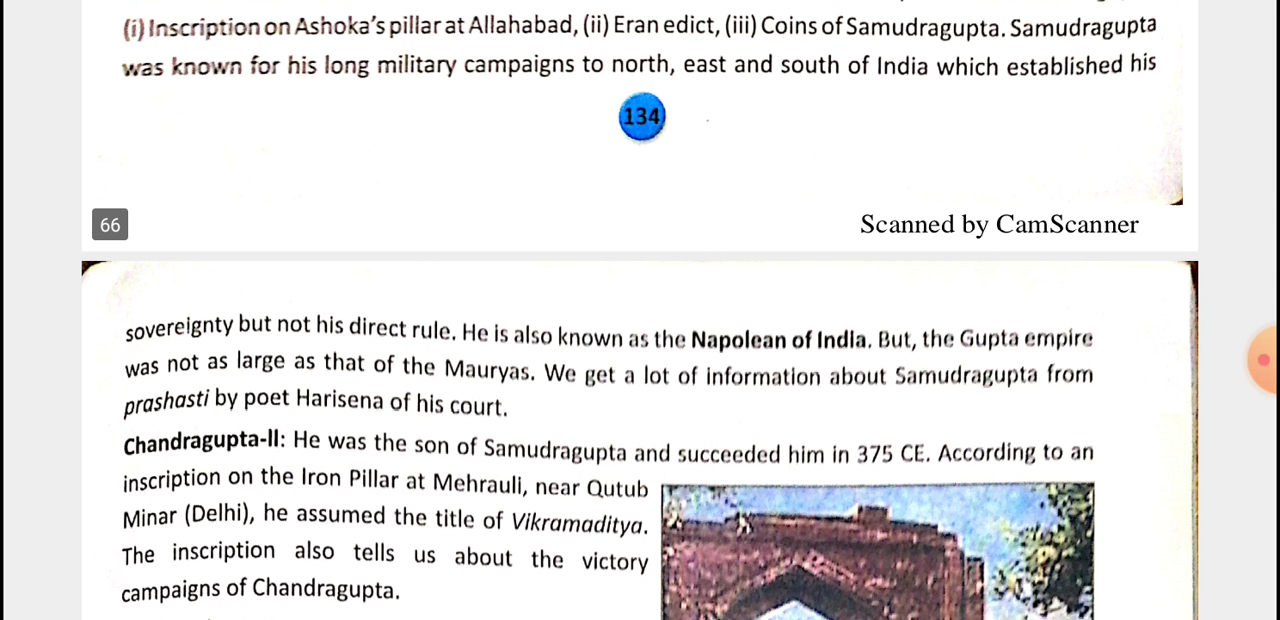 (i) Inscription on Ashoka's pillar at Allahabad, (ii) Eran edict, (iii) Coins of Samudragupta. Samudragupta
was known for his long military campaigns to north, east and south of India which established his
134
66
Scanned by CamScanner
sovereignty but not his direct rule. He is also known as the Napolean of India. But, the Gupta empire
was not as large as that of the Mauryas. We get a lot of information about Samudragupta from
prashasti by poet Harisena of his court.
Chandragupta-II: He was the son of Samudragupta and succeeded him in 375 CE. According to an
inscription on the Iron Pillar at Mehrauli, near Qutub
Minar (Delhi), he assumed the title of Vikramaditya.
The inscription also tells us about the victory
campaigns of Chandragupta.